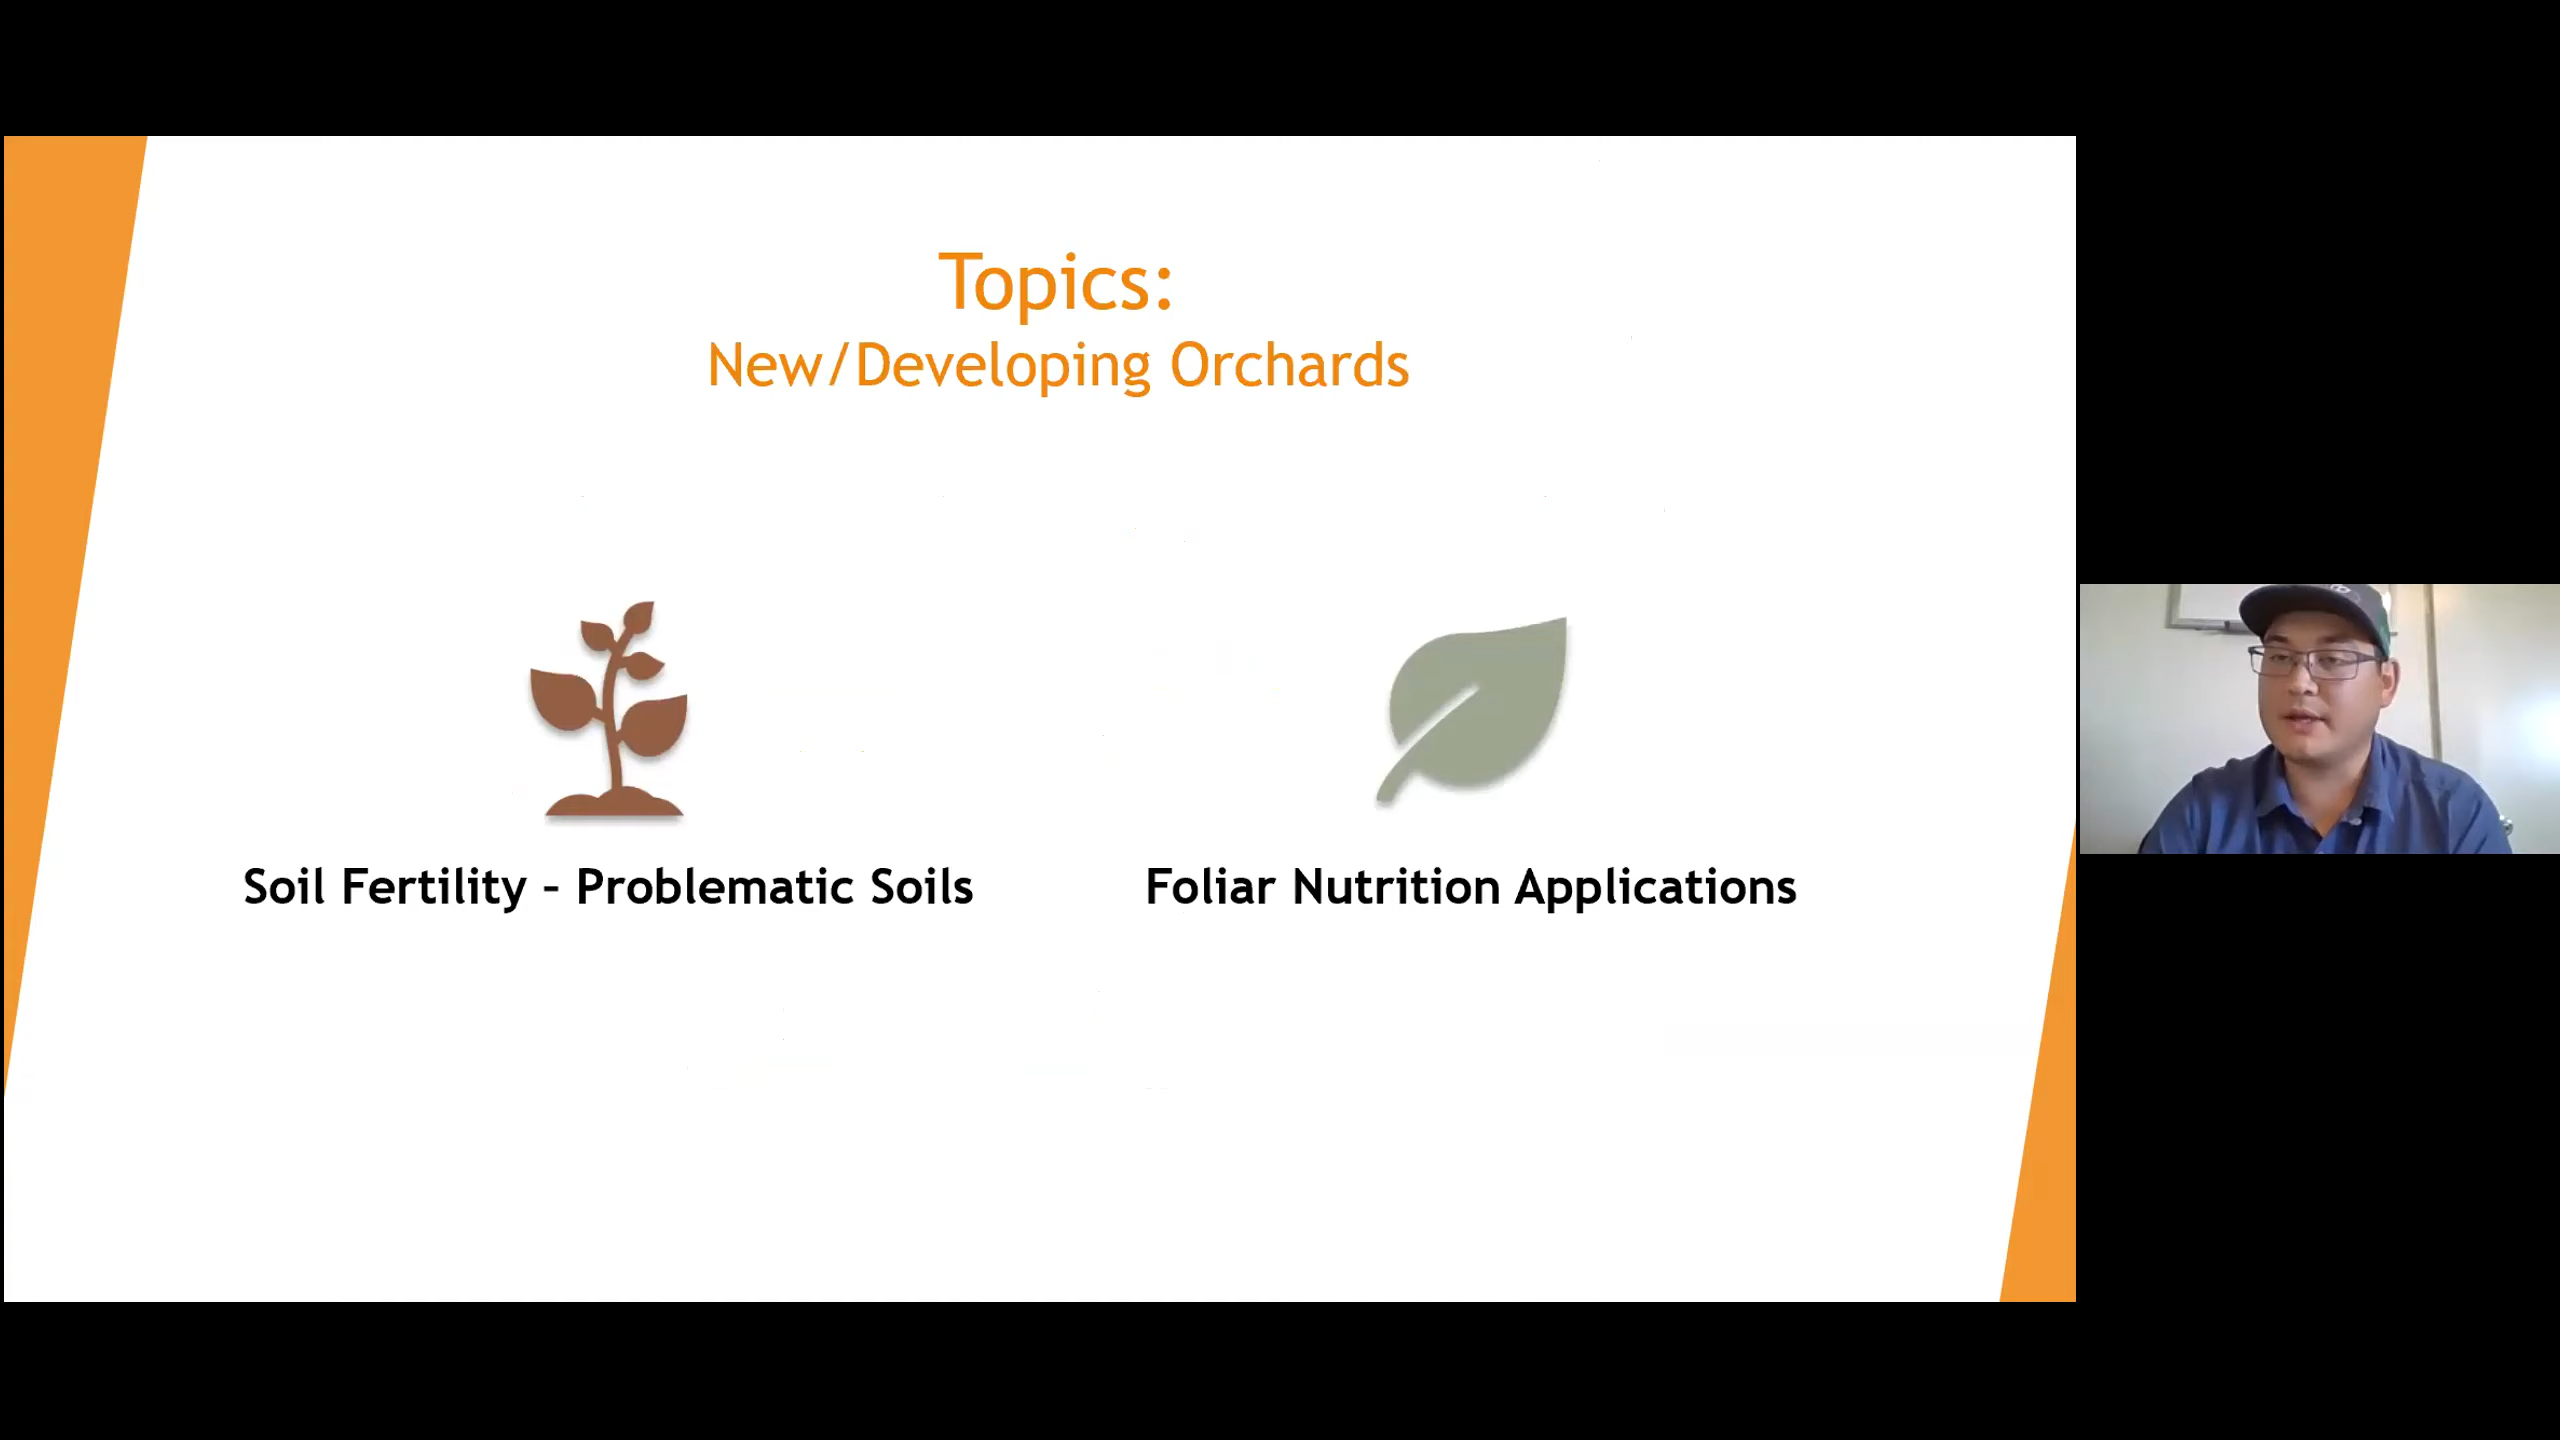 Topics:
New/Developing Orchards
Soil Fertility – Problematic Soils
Foliar Nutrition Applications